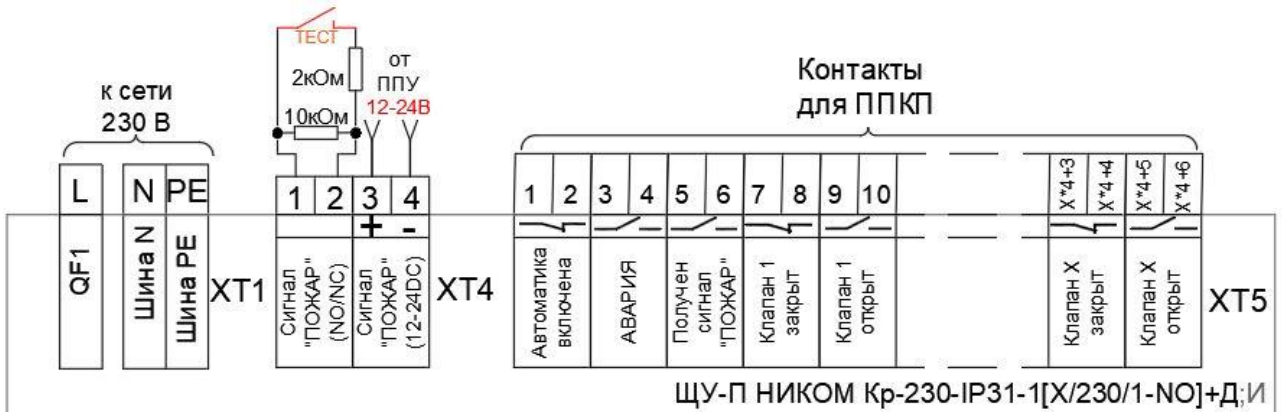 ТЕСТ
2кОм
10кОм
от
ППУ
12-24В
к сети
230 В
Контакты
для ППКП
L N PE
1 2 3 4
+ -
1 2 3 4 5 6 7 8 9 10
X*4+3 X*4+4 X*4+5 X*4+6
QF1
Шина N
Шина PE
XT1
Сигнал
"ПОЖАР"
(NO/NC)
Сигнал
"ПОЖАР"
(12-24DC)
XT4
Автоматика
включена
АВАРИЯ
Получен
сигнал
"ПОЖАР"
Клапан 1
закрыт
Клапан 1
открыт
Клапан X
закрыт
Клапан X
открыт
XT5
ЩУ-П НИКОМ Кр-230-IP31-1[X/230/1-NO]+Д;И